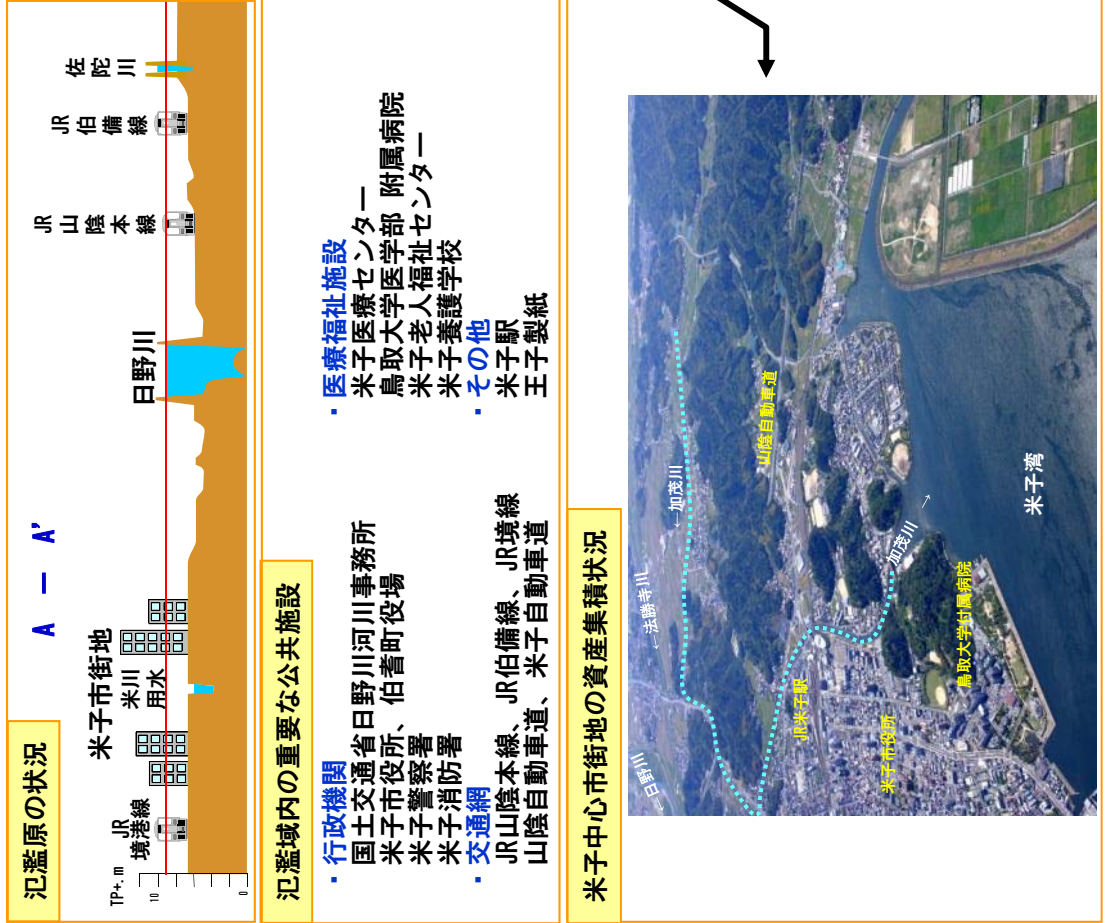 氾濫原の状況
A － A’
TP+.m
10
0
JR
境港線
米子市街地
米川
用水
日野川
JR
山陰本線
JR
伯備線
佐陀川
氾濫域内の重要な公共施設
・行政機関
国土交通省日野川河川事務所
米子市役所、伯耆町役場
米子警察署
米子消防署
・交通網
JR山陰本線、JR伯備線、JR境線
山陰自動車道、米子自動車道
・医療福祉施設
米子医療センター
鳥取大学医学部 附属病院
米子老人福祉センター
米子養護学校
・その他
米子駅
王子製紙
米子中心市街地の資産集積状況
←日野川
←法勝寺川
←加茂川
山陰自動車道
JR米子駅
加茂川 →
米子市役所
鳥取大学付属病院
米子湾